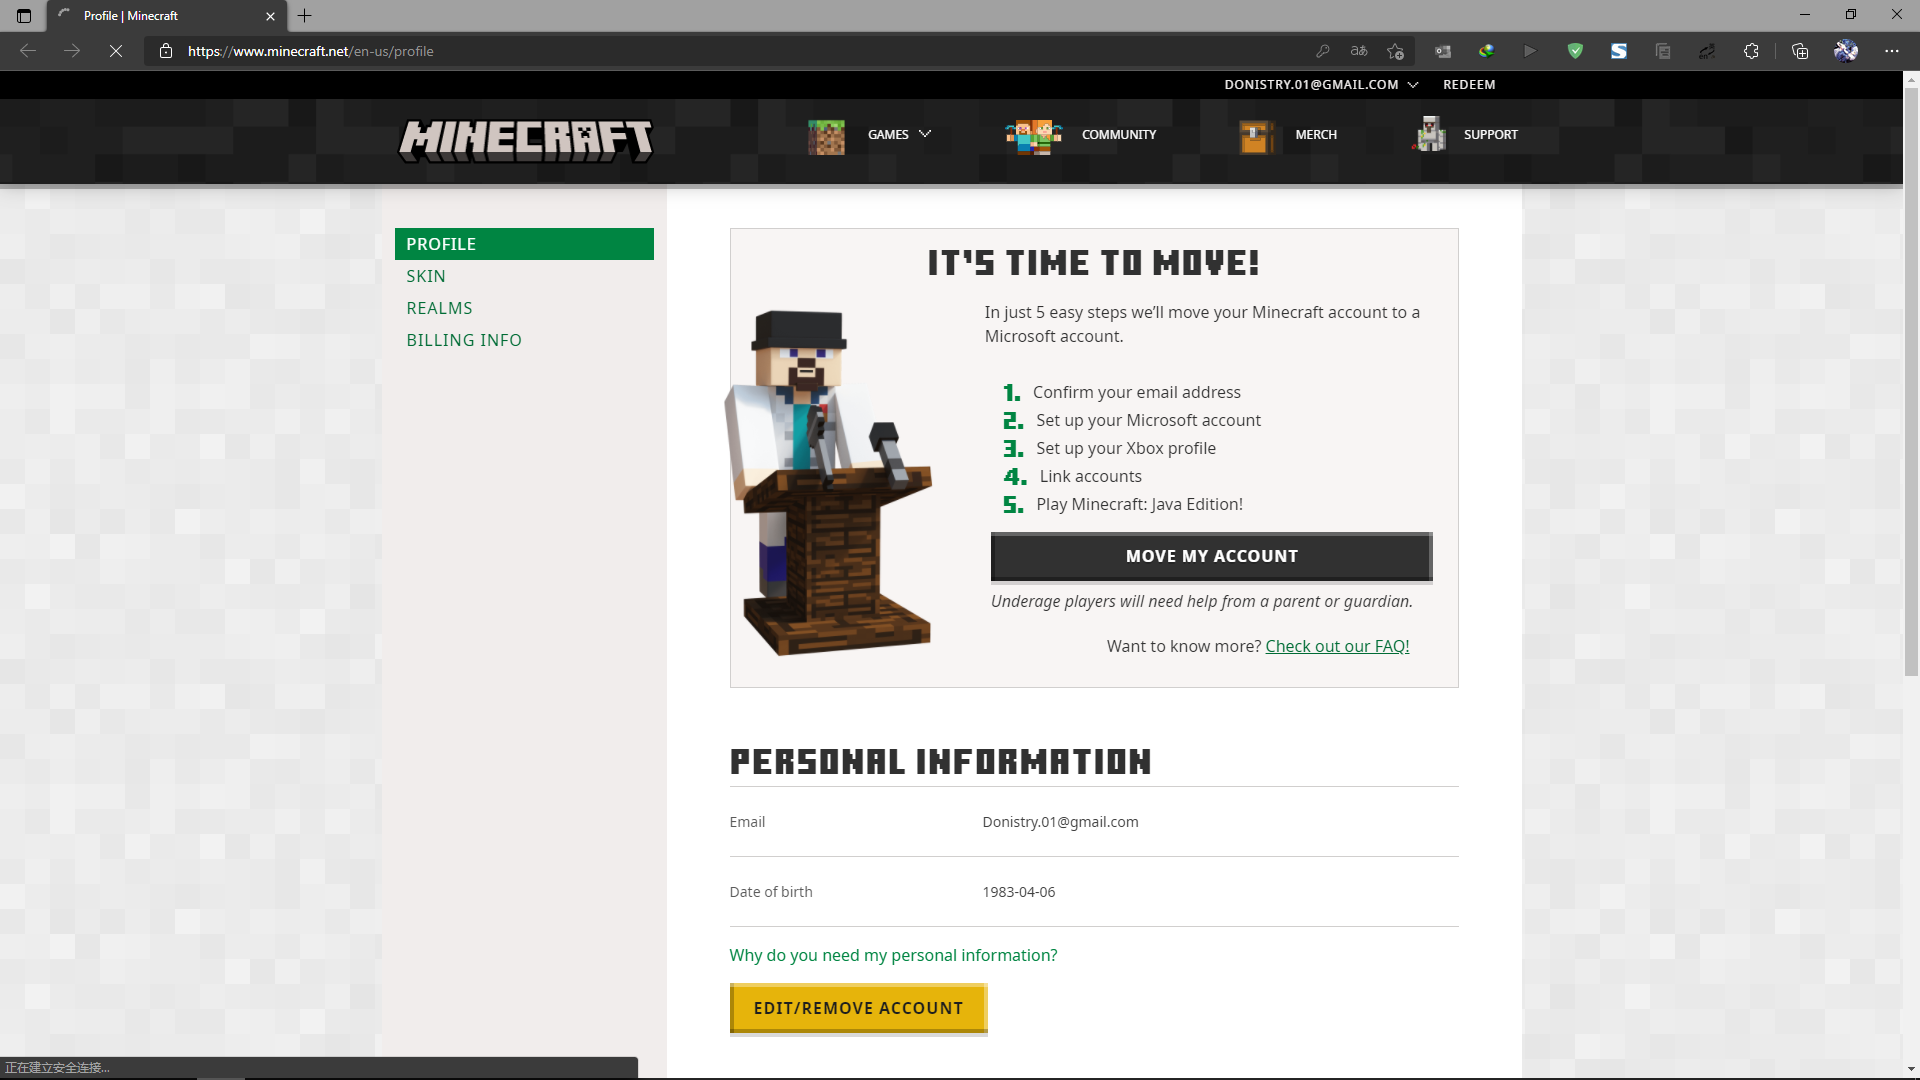 Profile | Minecraft
https://www.minecraft.net/en-us/profile
DONISTRY.01@GMAIL.COM
REDEEM
MINECRAFT
GAMES
COMMUNITY
MERCH
SUPPORT
PROFILE
SKIN
REALMS
BILLING INFO
IT'S TIME TO MOVE!
In just 5 easy steps we’ll move your Minecraft account to a
Microsoft account.
1. Confirm your email address
2. Set up your Microsoft account
3. Set up your Xbox profile
4. Link accounts
5. Play Minecraft: Java Edition!
MOVE MY ACCOUNT
Underage players will need help from a parent or guardian.
Want to know more? Check out our FAQ!
PERSONAL INFORMATION
Email Donistry.01@gmail.com
Date of birth 1983-04-06
Why do you need my personal information?
EDIT/REMOVE ACCOUNT
正在建立安全连接...